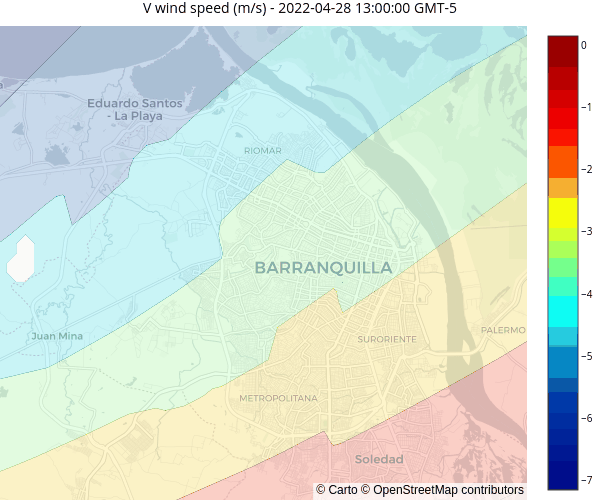 V wind speed (m/s) - 2022-04-28 13:00:00 GMT-5
Eduardo Santos
- La Playa
RIOMAR
BARRANQUILLA
Juan Mina
SURORIENTE
PALERMO
METROPOLITANA
Soledad
© Carto © OpenStreetMap contributors
0
−1
−2
−3
−4
−5
−6
−7